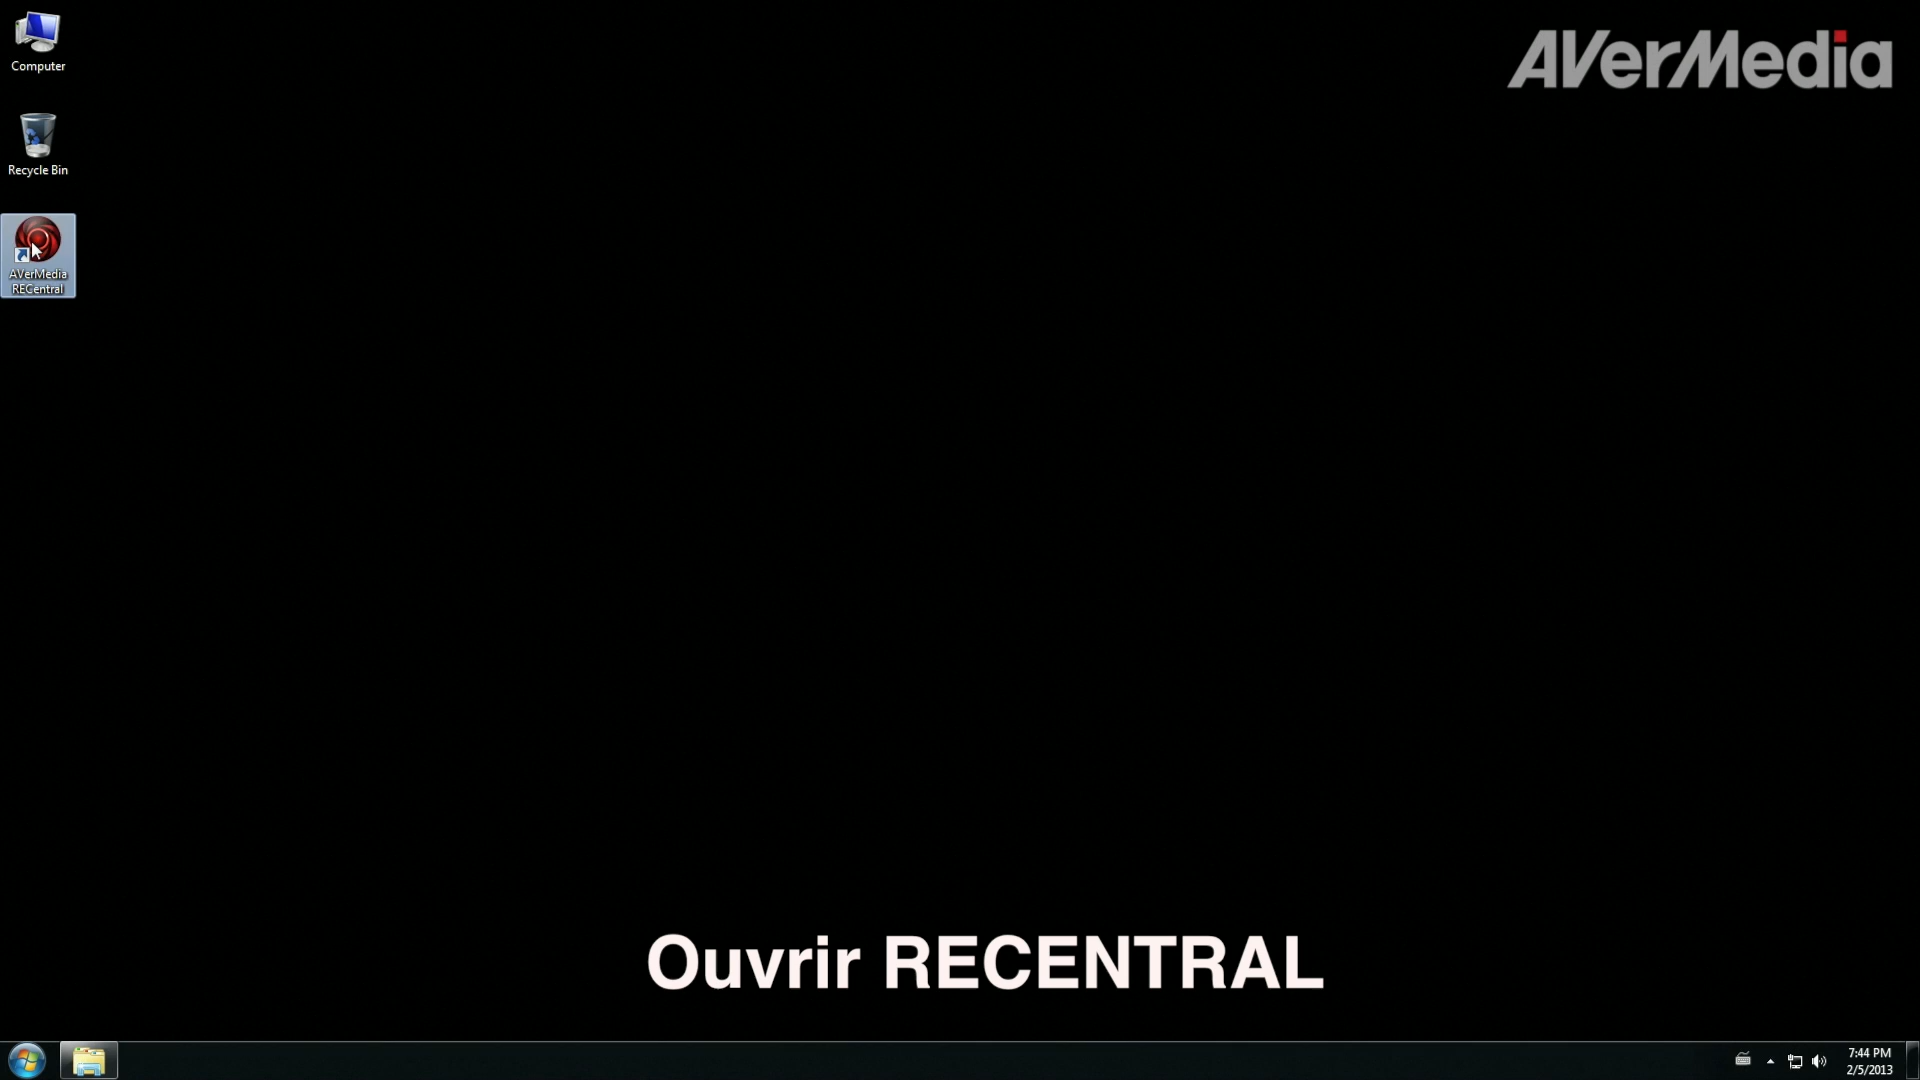 Computer
AVerMedia
Recycle Bin
AVerMedia
RECentral
Ouvrir RECENTRAL
7:44 PM
2/5/2013